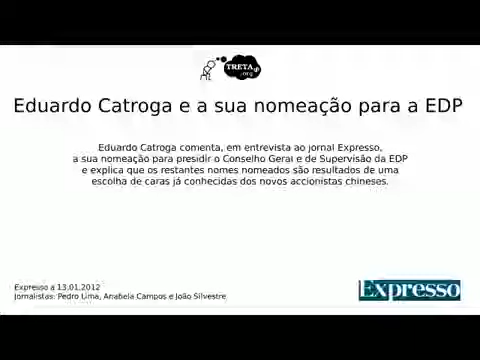 TRETAS
.org
Eduardo Catroga e a sua nomeação para a EDP
Eduardo Catroga comenta, em entrevista ao jornal Expresso,
a sua nomeação para presidir o Conselho Geral e de Supervisão da EDP
e explica que os restantes nomes nomeados são resultados de uma
escolha de caras já conhecidas dos novos accionistas chineses.
Expresso a 13.01.2012
Jornalistas: Pedro Lima, Anabela Campos e João Silvestre
Expresso